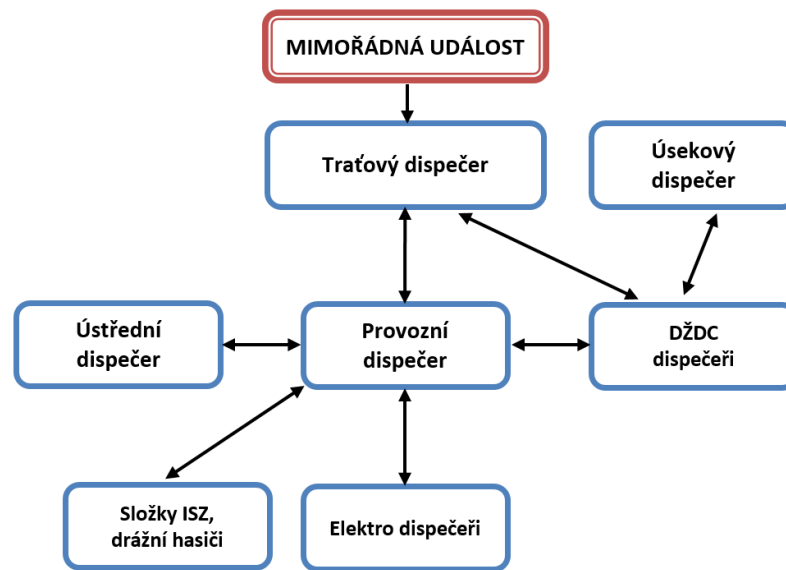 MIMOŘÁDNÁ UDÁLOST
Traťový dispečer
Úsekový
dispečer
Ústřední
dispečer
Provozní
dispečer
DŽDC
dispečeři
Složky ISZ,
drážní hasiči
Elektro dispečeři